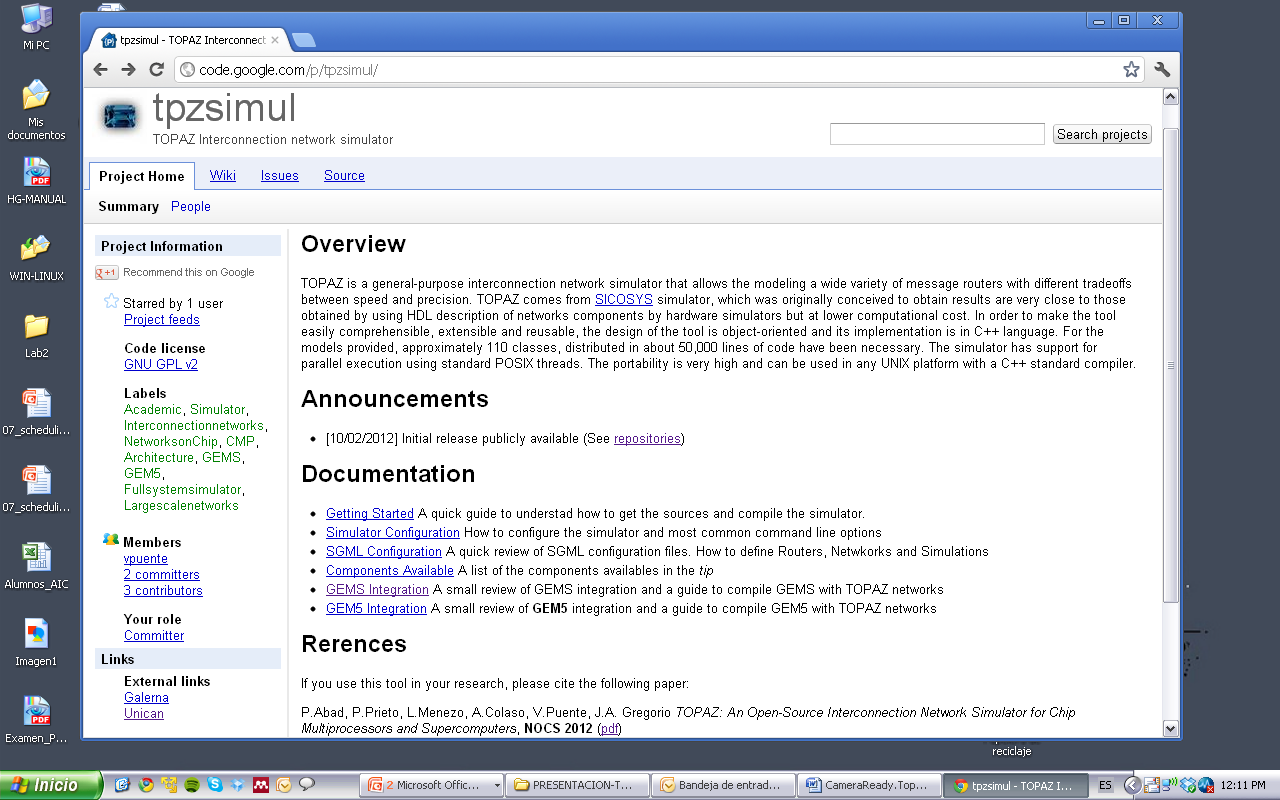 Mi PC
Mis
documentos
HG-MANUAL
WIN-LINUX
Lab2
07_scheduli...
07_scheduli...
Alumnos_AIC
Imagen1
Examen_P...
tpzsimul - TOPAZ Interconnect
code.google.com/p/tpzsimul/
tpzsimul
TOPAZ Interconnection network simulator
Search projects
Project Home Wiki Issues Source
Summary People
Project Information
+1 Recommend this on Google
Starred by 1 user
Project feeds
Code license
GNU GPL v2
Labels
Academic, Simulator,
Interconnectionnetworks,
NetworksonChip, CMP,
Architecture, GEMS,
GEM5,
Fullsystemsimulator,
Largescalenetworks
Members
vpuente
2 committers
3 contributors
Your role
Committer
Links
External links
Galerna
Unican
Overview
TOPAZ is a general-purpose interconnection network simulator that allows the modeling a wide variety of message routers with different tradeoffs
between speed and precision. TOPAZ comes from SICOSYS simulator, which was originally conceived to obtain results are very close to those
obtained by using HDL description of networks components by hardware simulators but at lower computational cost. In order to make the tool
easily comprehensible, extensible and reusable, the design of the tool is object-oriented and its implementation is in C++ language. For the
models provided, approximately 110 classes, distributed in about 50,000 lines of code have been necessary. The simulator has support for
parallel execution using standard POSIX threads. The portability is very high and can be used in any UNIX platform with a C++ standard compiler.
Announcements
• [10/02/2012] Initial release publicly available (See repositories)
Documentation
• Getting Started A quick guide to understad how to get the sources and compile the simulator.
• Simulator Configuration How to configure the simulator and most common command line options
• SGML Configuration A quick review of SGML configuration files. How to define Routers, Netwkorks and Simulations
• Components Available A list of the components availables in the tip
• GEMS Integration A small review of GEMS integration and a guide to compile GEMS with TOPAZ networks
• GEM5 Integration A small review of GEM5 integration and a guide to compile GEM5 with TOPAZ networks
Rerences
If you use this tool in your research, please cite the following paper:
P.Abad, P.Prieto, L.Menezo, A.Colaso, V.Puente, J.A. Gregorio TOPAZ: An Open-Source Interconnection Network Simulator for Chip
Multiprocessors and Supercomputers, NOCS 2012 (pdf)
reciclaje
Inicio
2 Microsoft Offic...
PRESENTACION-T...
Bandeja de entrad...
CameraReady.Top...
tpzsimul - TOPAZ I...
ES
12:11 PM